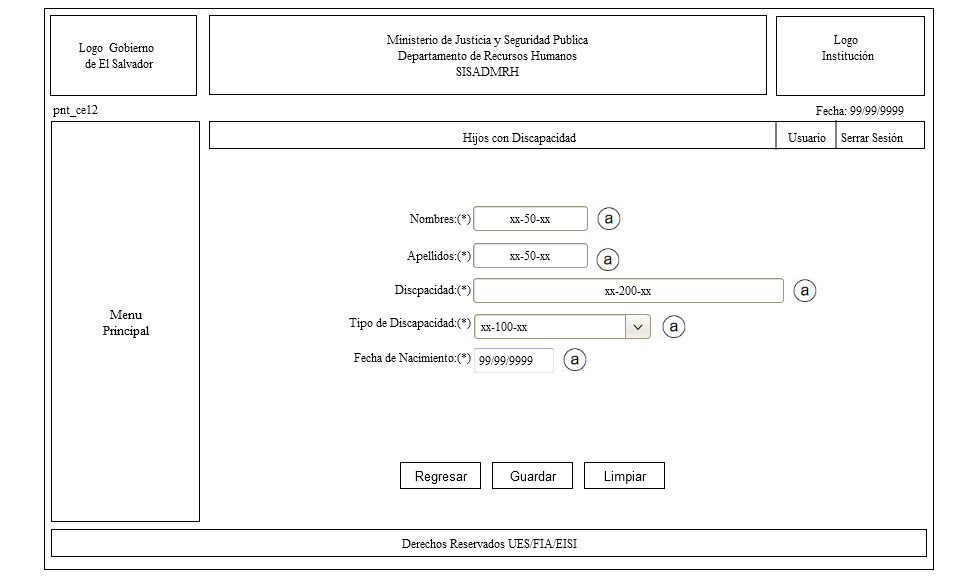 Logo Gobierno
de El Salvador
Ministerio de Justicia y Seguridad Publica
Departamento de Recursos Humanos
SISADMRH
Logo
Institución
pnt_ce12
Fecha: 99/99/9999
Hijos con Discapacidad
Usuario
Serrar Sesión
Menu
Principal
Nombres:(*) xx-50-xx a
Apellidos:(*) xx-50-xx a
Discpacidad:(*) xx-200-xx a
Tipo de Discapacidad:(*) xx-100-xx a
Fecha de Nacimiento:(*) 99/99/9999 a
Regresar
Guardar
Limpiar
Derechos Reservados UES/FIA/EISI